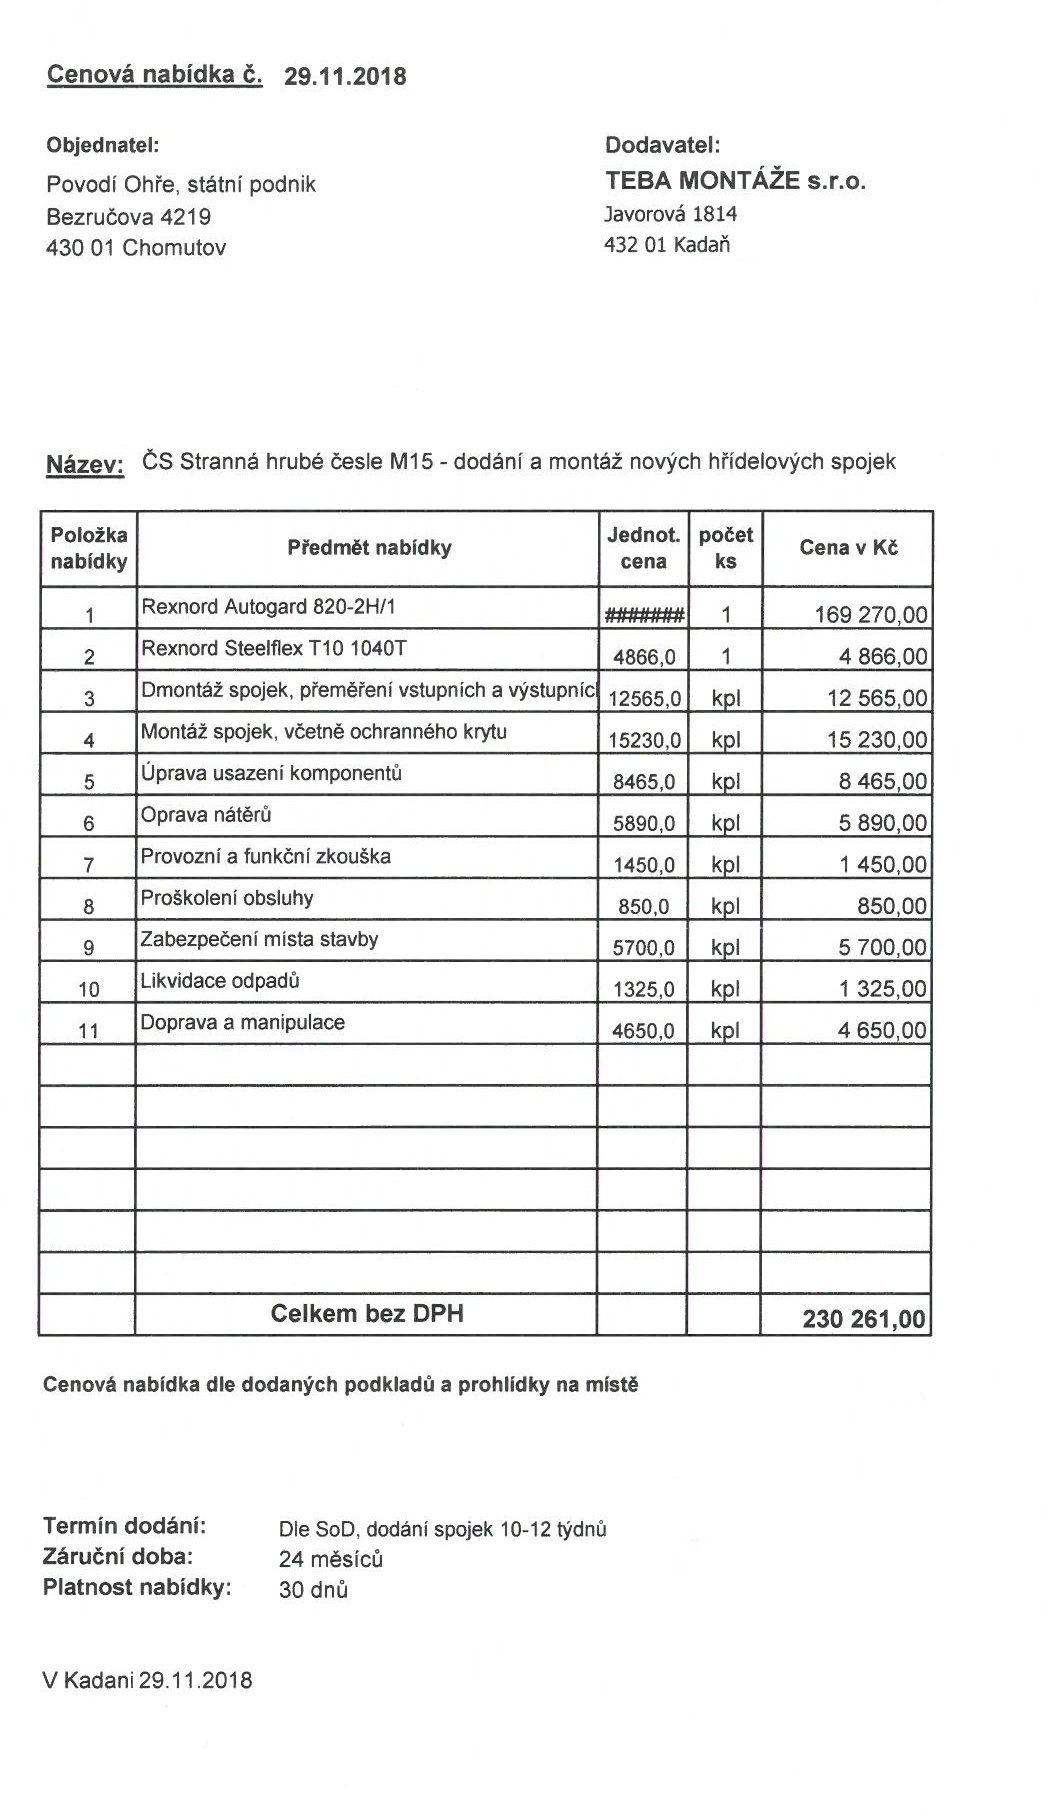 Cenová nabídka č. 29.11.2018
Objednatel:
Povodí Ohře, státní podnik
Bezručova 4219
430 01 Chomutov
Dodavatel:
TEBA MONTÁŽE s.r.o.
Javorová 1814
432 01 Kadaň
Název: ČS Stranná hrubé česle M15 - dodání a montáž nových hřídelových spojek
Položka nabídky Předmět nabídky Jednot. cena počet ks Cena v Kč
1 Rexnord Autogard 820-2H/1 ####### 1 169 270,00
2 Rexnord Steelflex T10 1040T 4866,0 1 4 866,00
3 Dmontáž spojek, přeměření vstupních a výstupníc 12565,0 kpl 12 565,00
4 Montáž spojek, včetně ochranného krytu 15230,0 kpl 15 230,00
5 Úprava usazení komponentů 8465,0 kpl 8 465,00
6 Oprava nátěrů 5890,0 kpl 5 890,00
7 Provozní a funkční zkouška 1450,0 kpl 1 450,00
8 Proškolení obsluhy 850,0 kpl 850,00
9 Zabezpečení místa stavby 5700,0 kpl 5 700,00
10 Likvidace odpadů 1325,0 kpl 1 325,00
11 Doprava a manipulace 4650,0 kpl 4 650,00
Celkem bez DPH 230 261,00
Cenová nabídka dle dodaných podkladů a prohlídky na místě
Termín dodání: Dle SoD, dodání spojek 10-12 týdnů
Záruční doba: 24 měsíců
Platnost nabídky: 30 dnů
V Kadani 29.11.2018